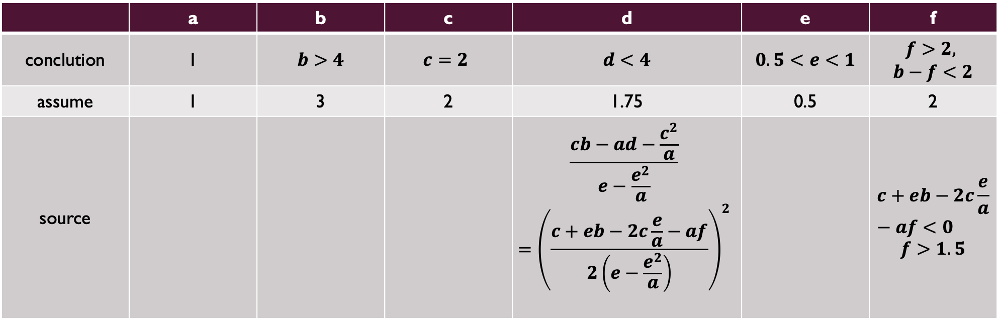 a b c d e f
conclution 1 b > 4 c = 2 d < 4 0.5 < e < 1 f > 2,
b − f < 2
assume 1 3 2 1.75 0.5 2
source
\frac{cb − ad − \frac{c^2}{a}}{e − \frac{e^2}{a}}
= \left(\frac{c + eb − 2c\frac{e}{a} − af}{2\left(e − \frac{e^2}{a}\right)}\right)^2
c + eb − 2c\frac{e}{a}
− af < 0
f > 1.5